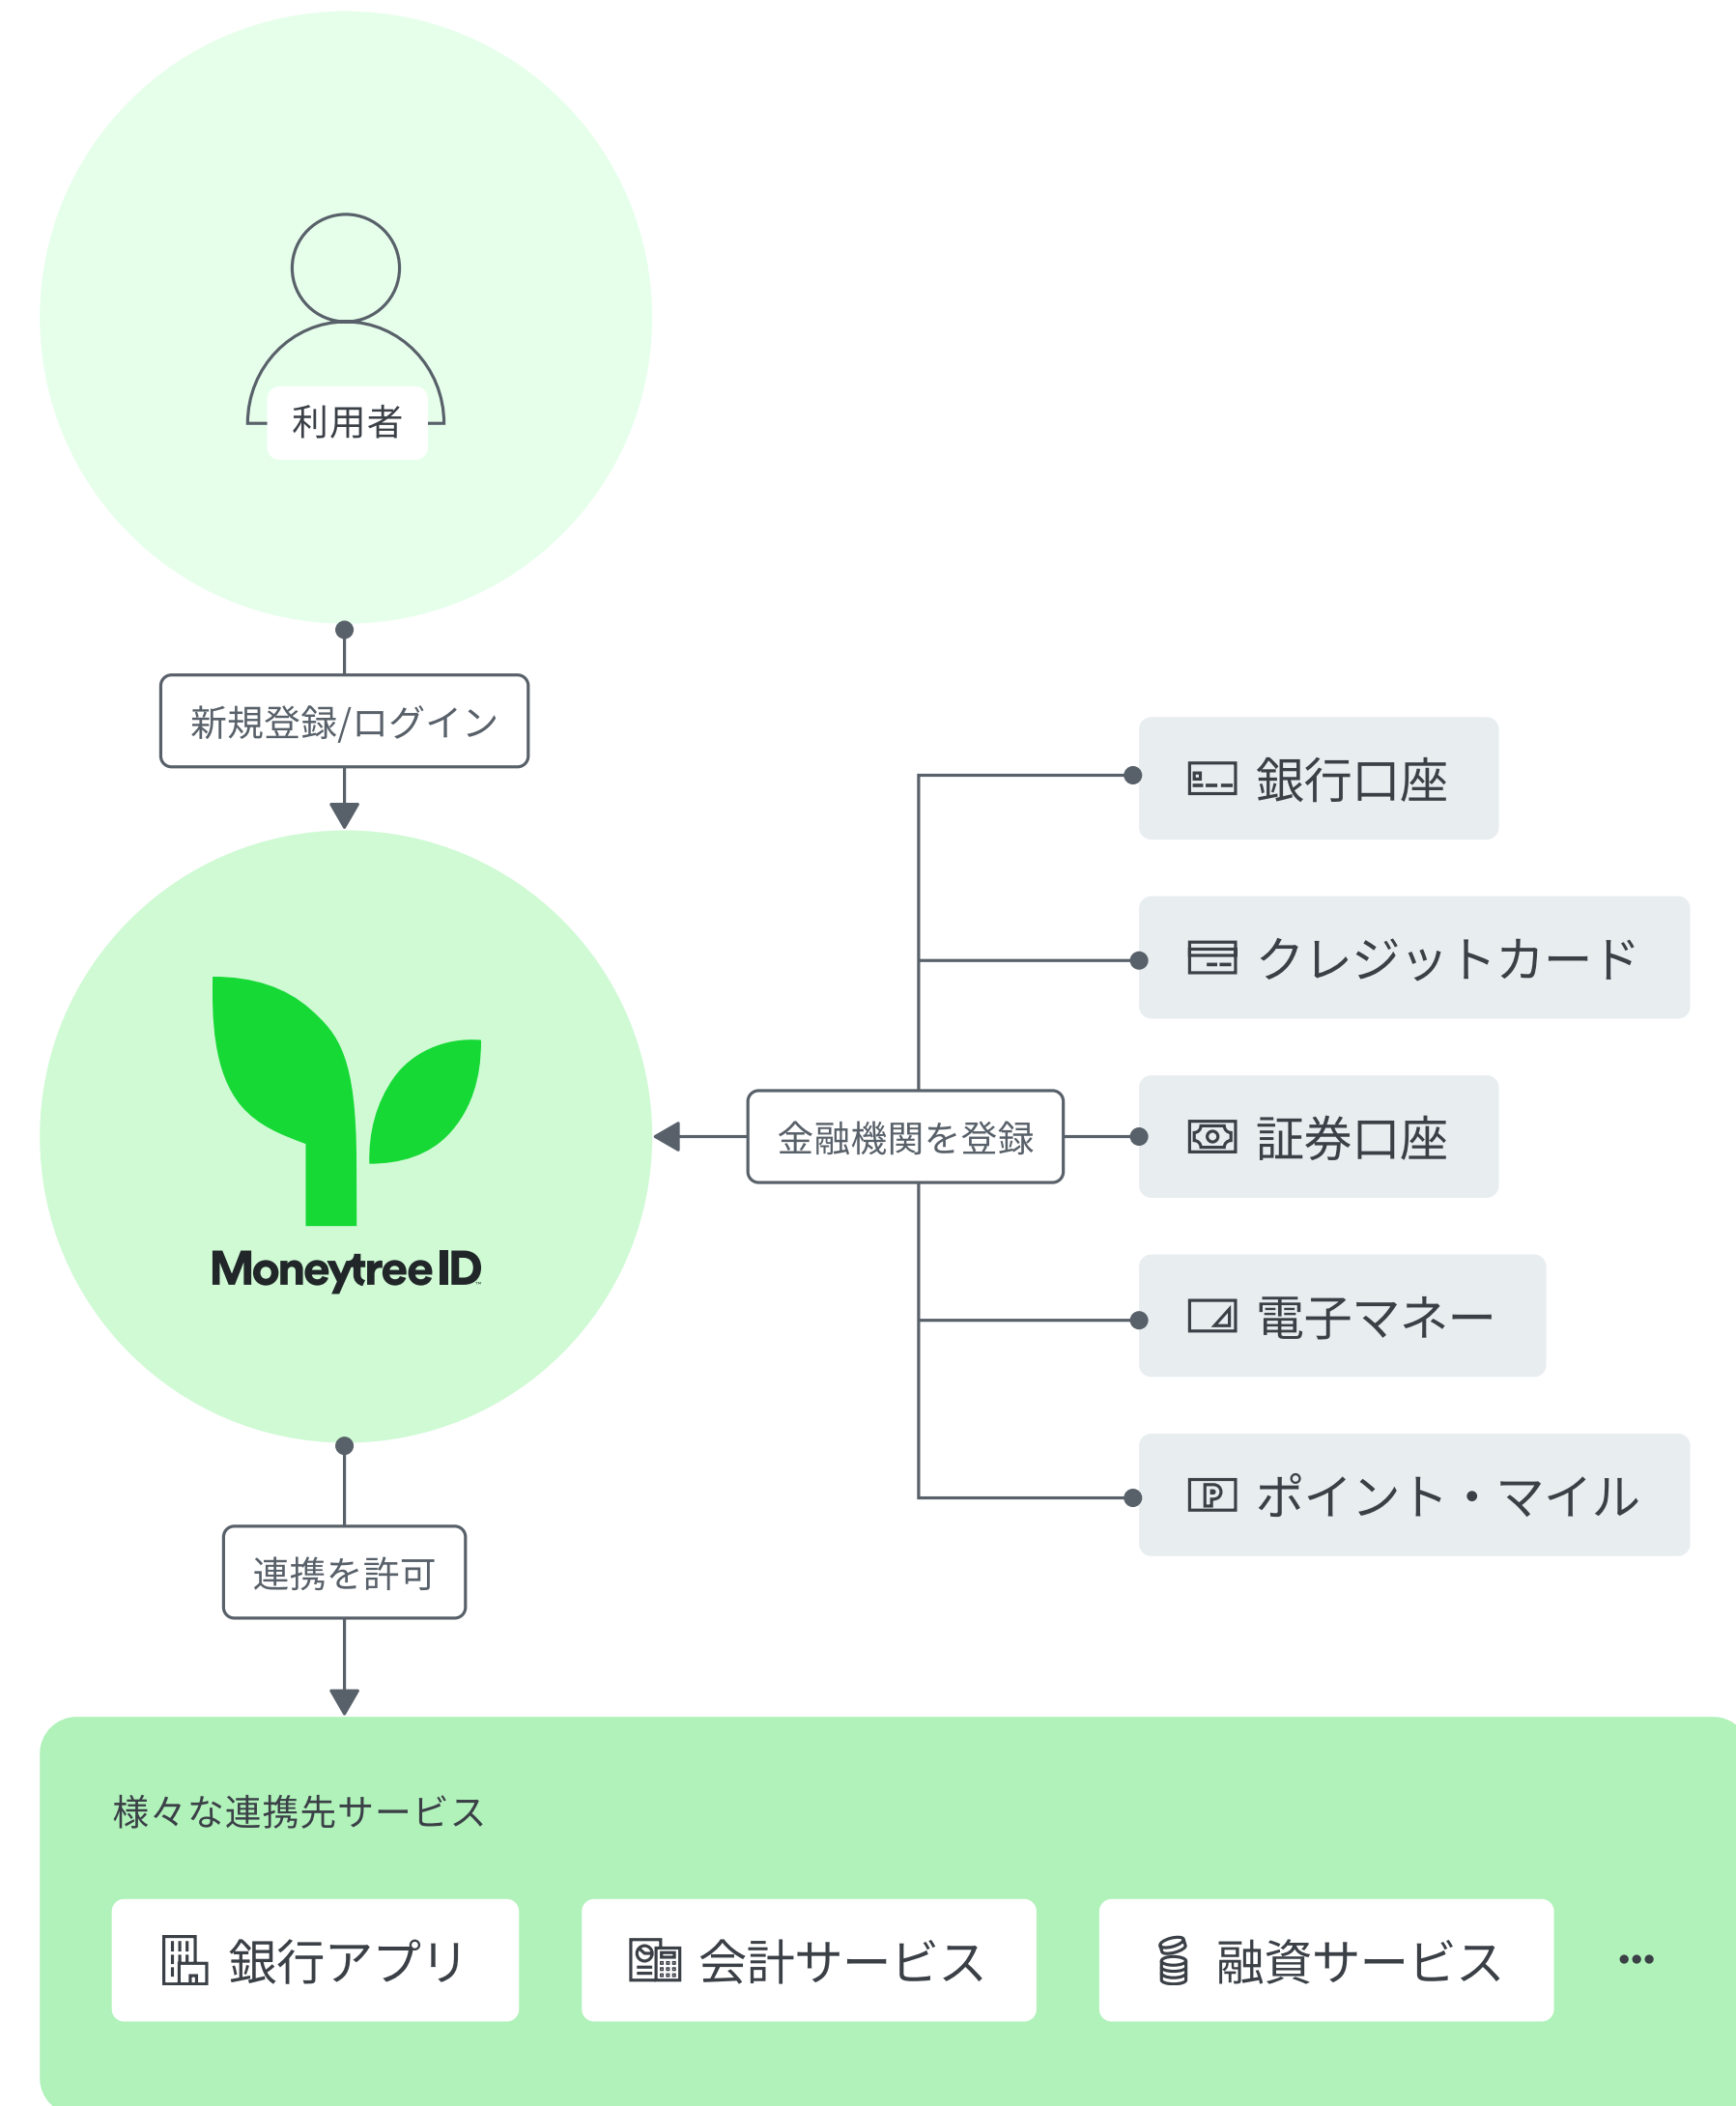 利用者
新規登録/ログイン
Moneytree ID™
金融機関を登録
銀行口座
クレジットカード
証券口座
電子マネー
ポイント・マイル
連携を許可
様々な連携先サービス
銀行アプリ
会計サービス
融資サービス
…